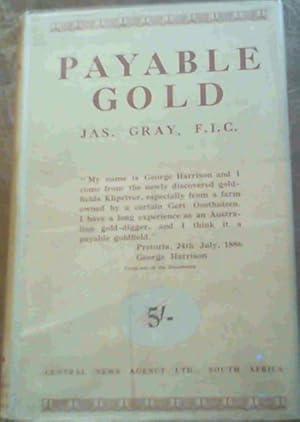 PAYABLE
GOLD
JAS. GRAY, F.I.C.
"My name is George Harrison and I
come from the newly discovered gold-
fields Klipriver, especially from a farm
owned by a certain Gert Oosthuizen.
I have a long experience as an Austra-
lian gold-digger, and I think it a
payable goldfield."
Pretoria, 24th July, 1886
George Harrison
5/-
CENTRAL NEWS AGENCY LTD., SOUTH AFRICA